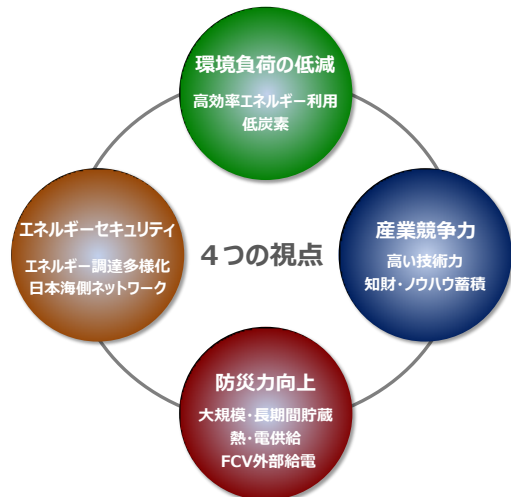 環境負荷の低減
高効率エネルギー利用
低炭素
エネルギーセキュリティ
エネルギー調達多様化
日本海側ネットワーク
4つの視点
産業競争力
高い技術力
知財・ノウハウ蓄積
防災力向上
大規模・長期間貯蔵
熱・電供給
FCV外部給電